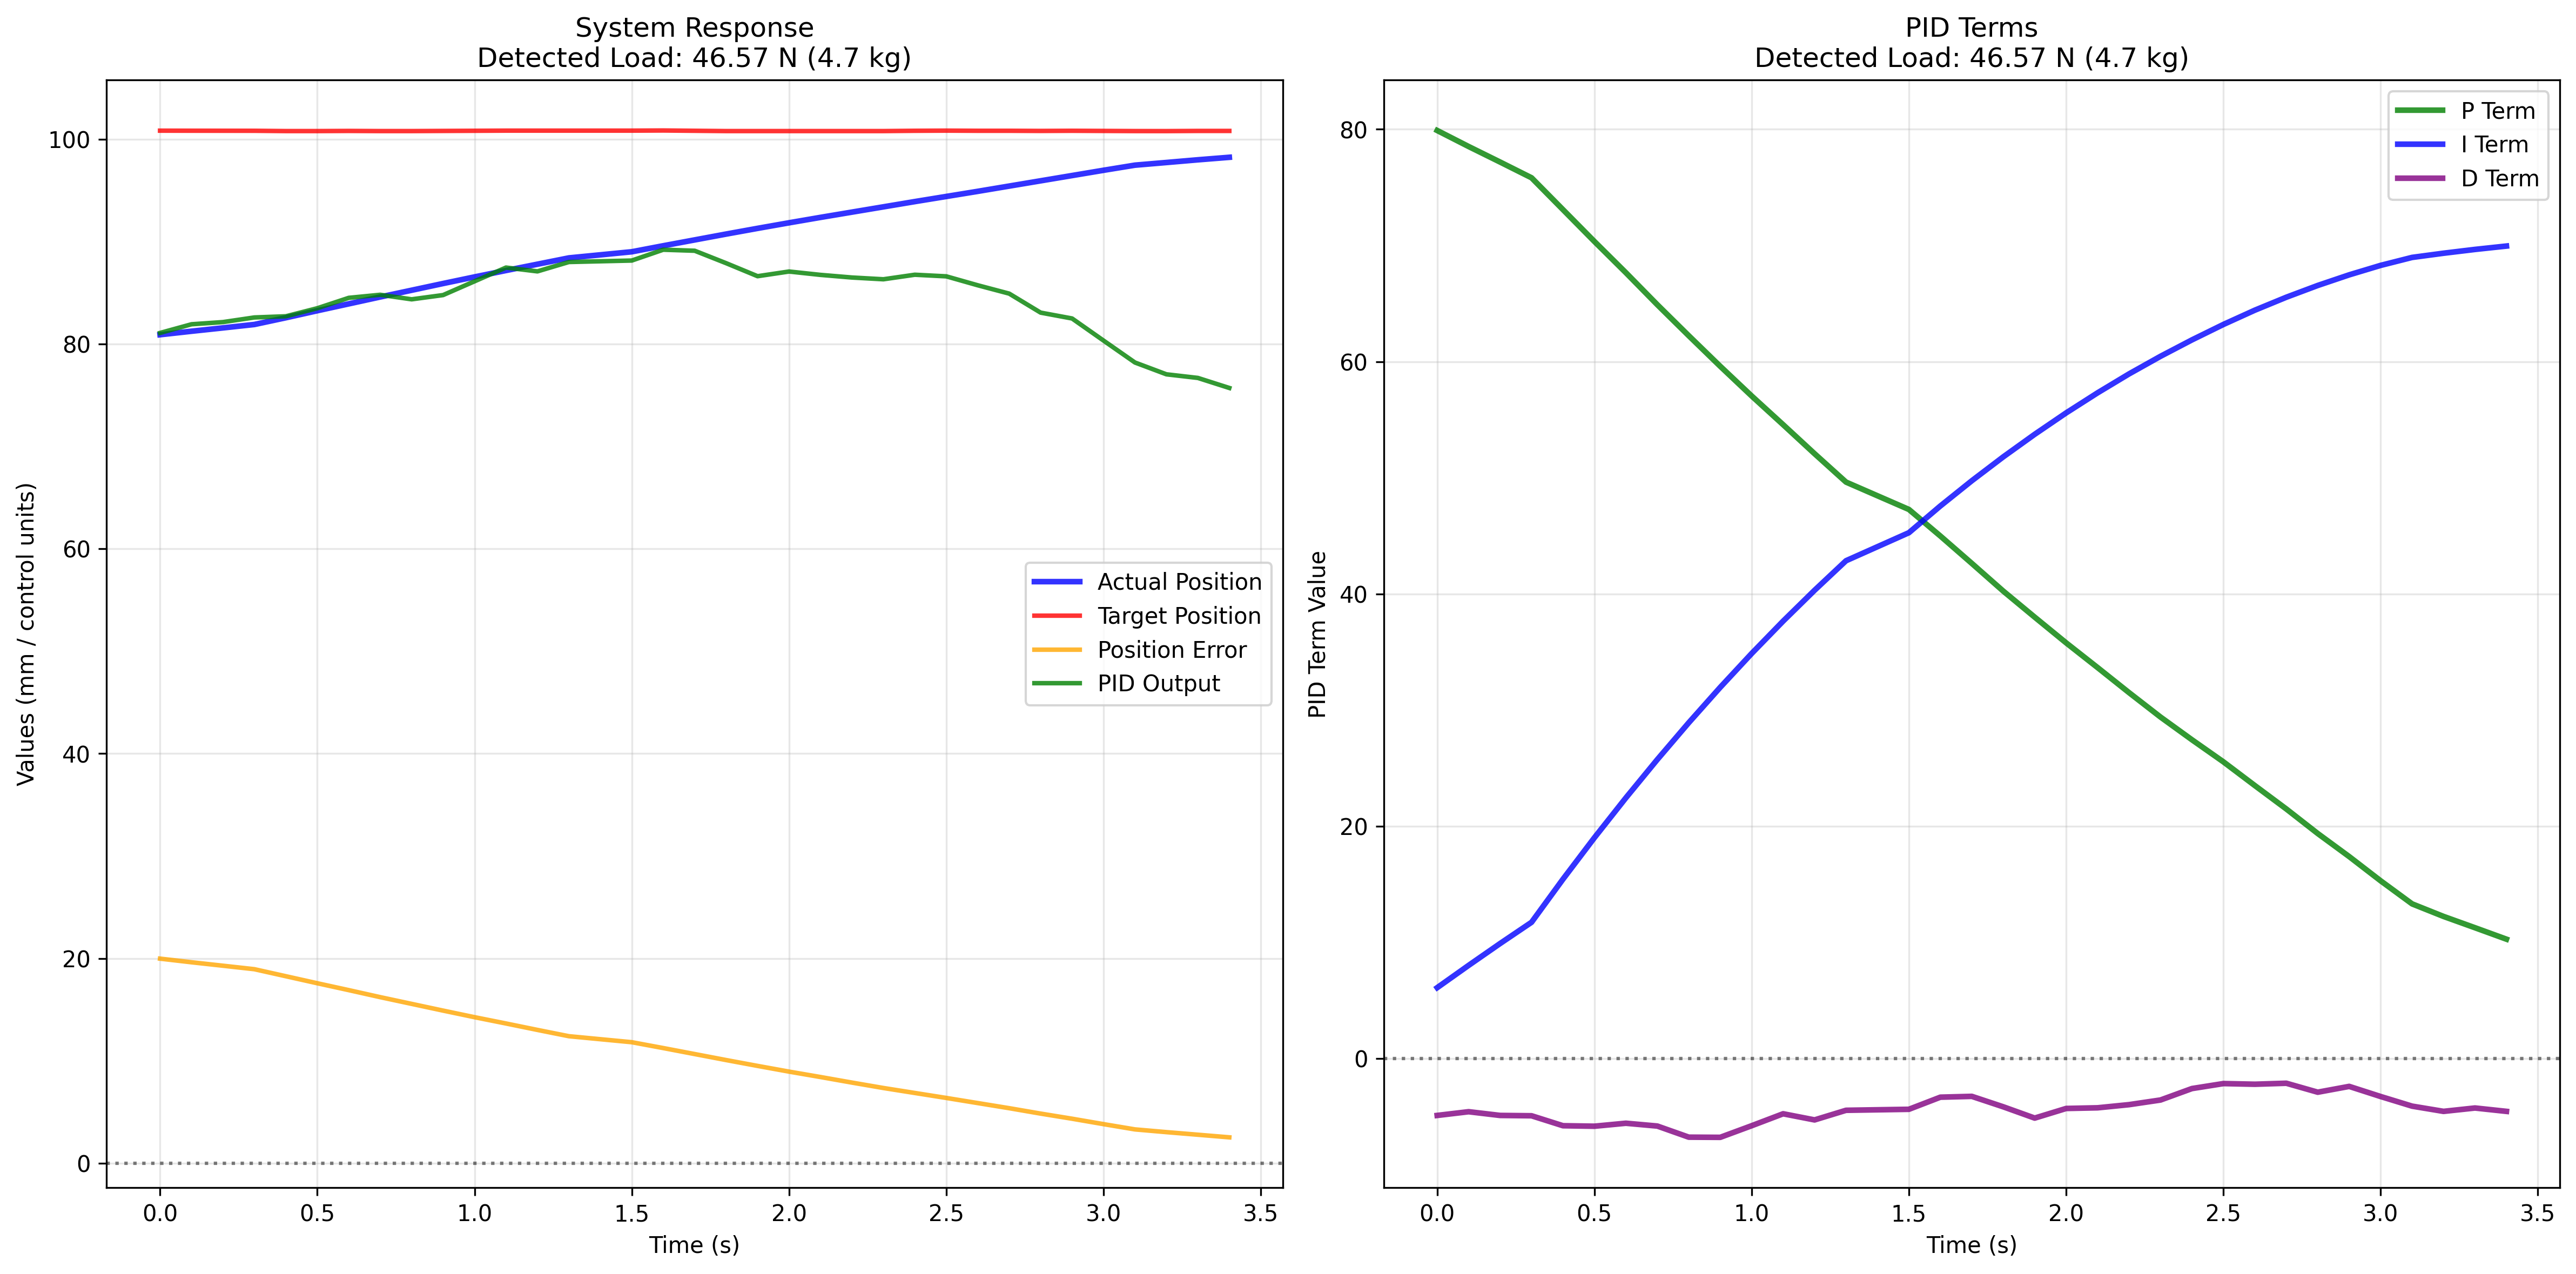 System Response
Detected Load: 46.57 N (4.7 kg)
Values (mm / control units)
100
80
60
40
20
0
Actual Position
Target Position
Position Error
PID Output
0.0 0.5 1.0 1.5 2.0 2.5 3.0 3.5
Time (s)
PID Terms
Detected Load: 46.57 N (4.7 kg)
PID Term Value
80
60
40
20
0
P Term
I Term
D Term
0.0 0.5 1.0 1.5 2.0 2.5 3.0 3.5
Time (s)